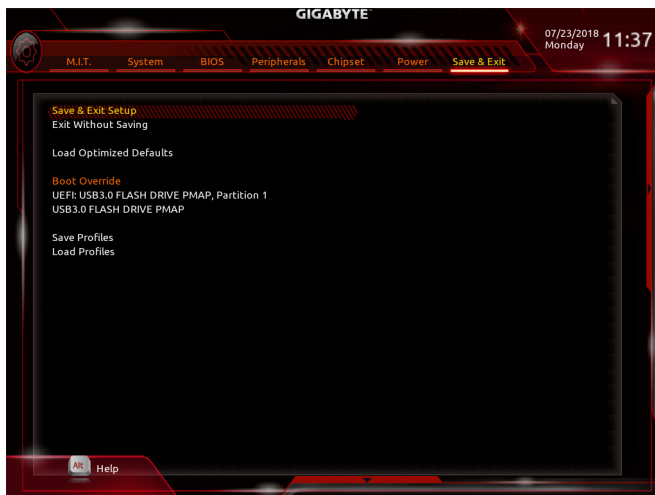 GIGABYTE™
07/23/2018 11:37
Monday
M.I.T. System BIOS Peripherals Chipset Power Save & Exit
Save & Exit Setup
Exit Without Saving
Load Optimized Defaults
Boot Override
UEFI: USB3.0 FLASH DRIVE PMAP, Partition 1
USB3.0 FLASH DRIVE PMAP
Save Profiles
Load Profiles
Alt Help